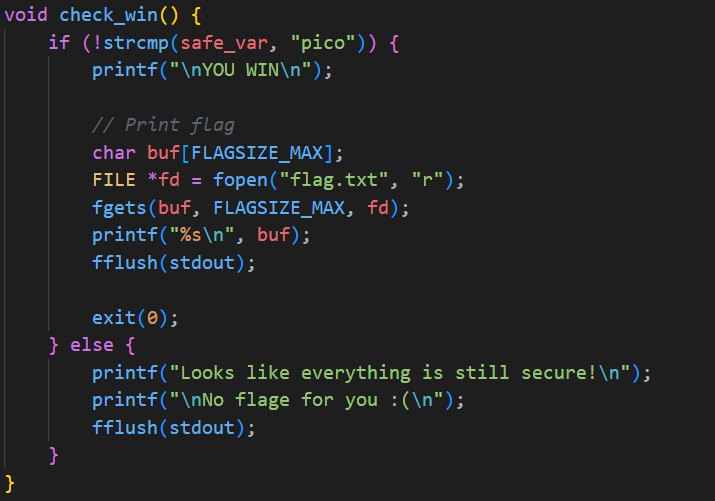 void check_win() {
    if (!strcmp(safe_var, "pico")) {
        printf("\nYOU WIN\n");

        // Print flag
        char buf[FLAGSIZE_MAX];
        FILE *fd = fopen("flag.txt", "r");
        fgets(buf, FLAGSIZE_MAX, fd);
        printf("%s\n", buf);
        fflush(stdout);

        exit(0);
    } else {
        printf("Looks like everything is still secure!\n");
        printf("\nNo flage for you :(\n");
        fflush(stdout);
    }
}